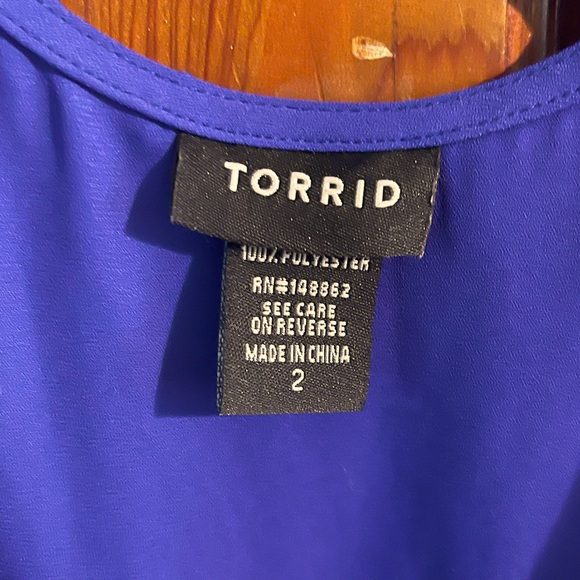 TORRID
100% POLYESTER
RN#148862
SEE CARE
ON REVERSE
MADE IN CHINA
2